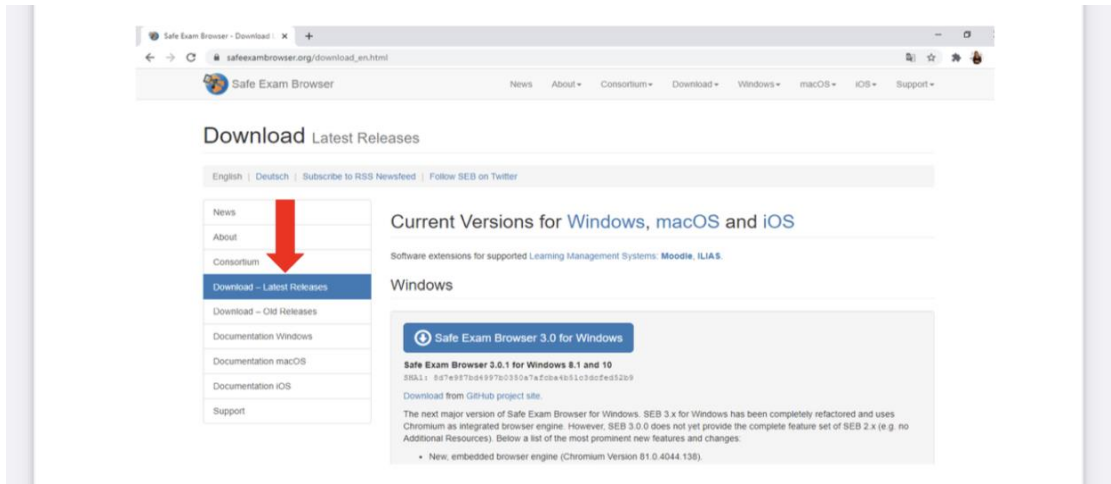 Safe Exam Browser - Download
safeexambrowser.org/download_en.html
Safe Exam Browser
News About Consortium Download Windows macOS iOS Support
Download Latest Releases
English | Deutsch | Subscribe to RSS Newsfeed | Follow SEB on Twitter
News
About
Consortium
Download – Latest Releases
Download – Old Releases
Documentation Windows
Documentation macOS
Documentation iOS
Support
Current Versions for Windows, macOS and iOS
Software extensions for supported Learning Management Systems: Moodle, ILIAS.
Windows
Safe Exam Browser 3.0 for Windows
Safe Exam Browser 3.0.1 for Windows 8.1 and 10
SHA1:
Download from GitHub project site.
The next major version of Safe Exam Browser for Windows. SEB 3.x for Windows has been completely refactored and uses
Chromium as integrated browser engine. However, SEB 3.0.0 does not yet provide the complete feature set of SEB 2.x (e.g. no
Additional Resources). Below a list of the most prominent new features and changes:
• New, embedded browser engine (Chromium Version 81.0.4044.138).